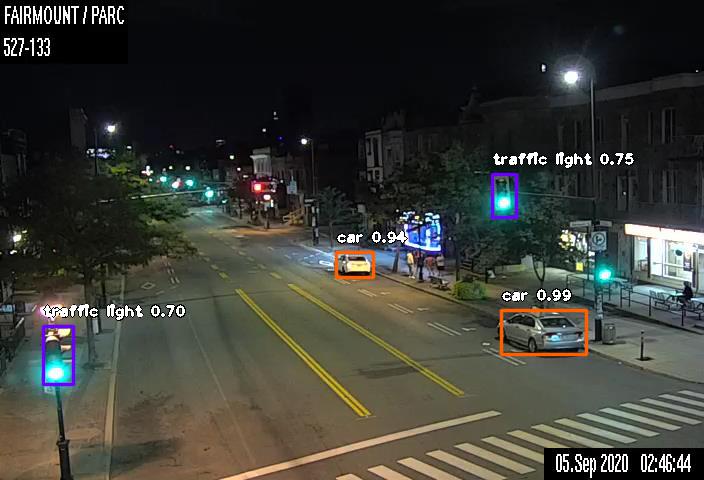 FAIRMOUNT / PARC
527-133
traffic light 0.75
car 0.94
car 0.99
traffic light 0.70
05.Sep 2020 02:46:44